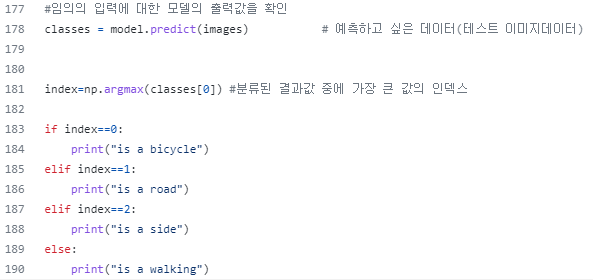 177 #임의의 입력에 대한 모델의 출력값을 확인
178 classes = model.predict(images) # 예측하고 싶은 데이터(테스트 이미지데이터)
179
180
181 index=np.argmax(classes[0]) #분류된 결과값 중에 가장 큰 값의 인덱스
182
183 if index==0:
184     print("is a bicycle")
185 elif index==1:
186     print("is a road")
187 elif index==2:
188     print("is a side")
189 else:
190     print("is a walking")